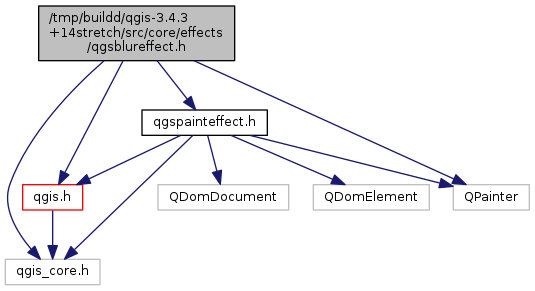 /tmp/buildd/qgis-3.4.3
+14stretch/src/core/effects
/qgsblureffect.h
qgspainteffect.h
qgis.h
QDomDocument
QDomElement
QPainter
qgis_core.h